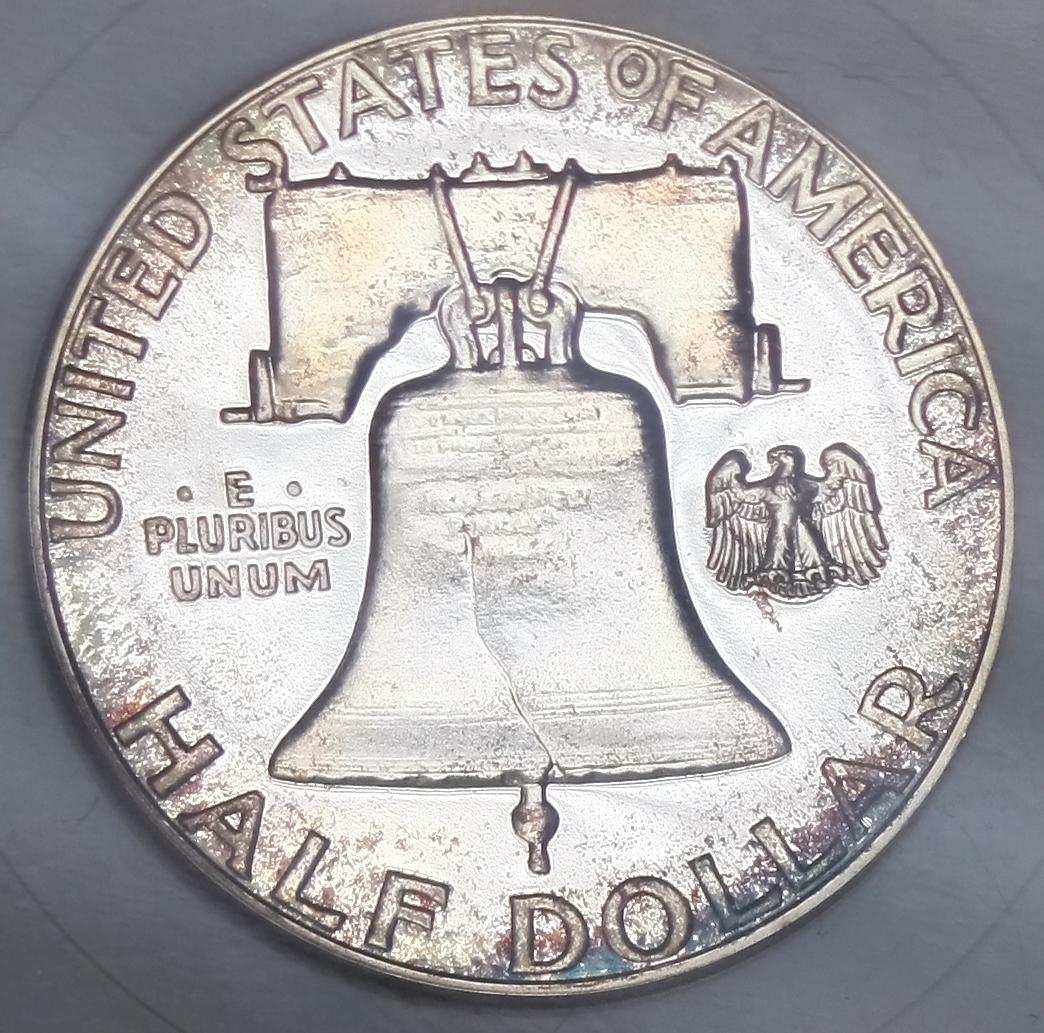 UNITED STATES OF AMERICA
· E ·
PLURIBUS
UNUM
HALF DOLLAR